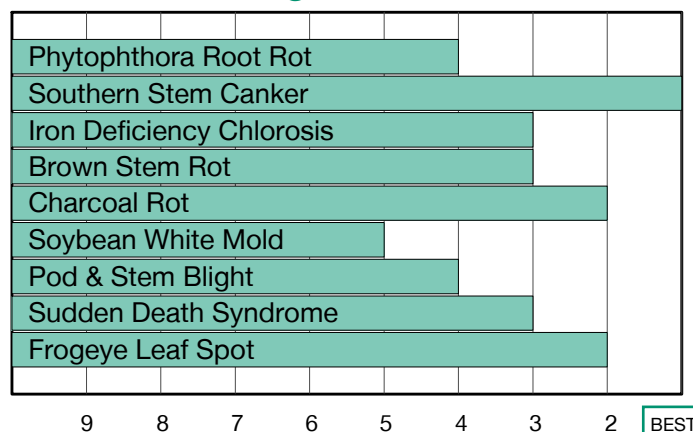 Phytophthora Root Rot
Southern Stem Canker
Iron Deficiency Chlorosis
Brown Stem Rot
Charcoal Rot
Soybean White Mold
Pod & Stem Blight
Sudden Death Syndrome
Frogeye Leaf Spot
9 8 7 6 5 4 3 2 BEST